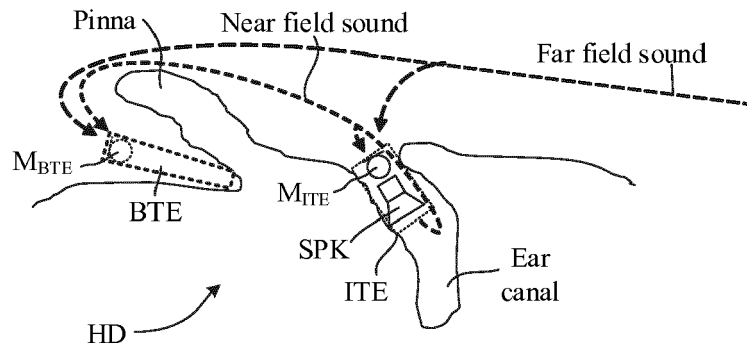 Pinna
Near field sound
Far field sound
M_BTE
BTE
M_ITE
SPK
ITE
Ear
canal
HD